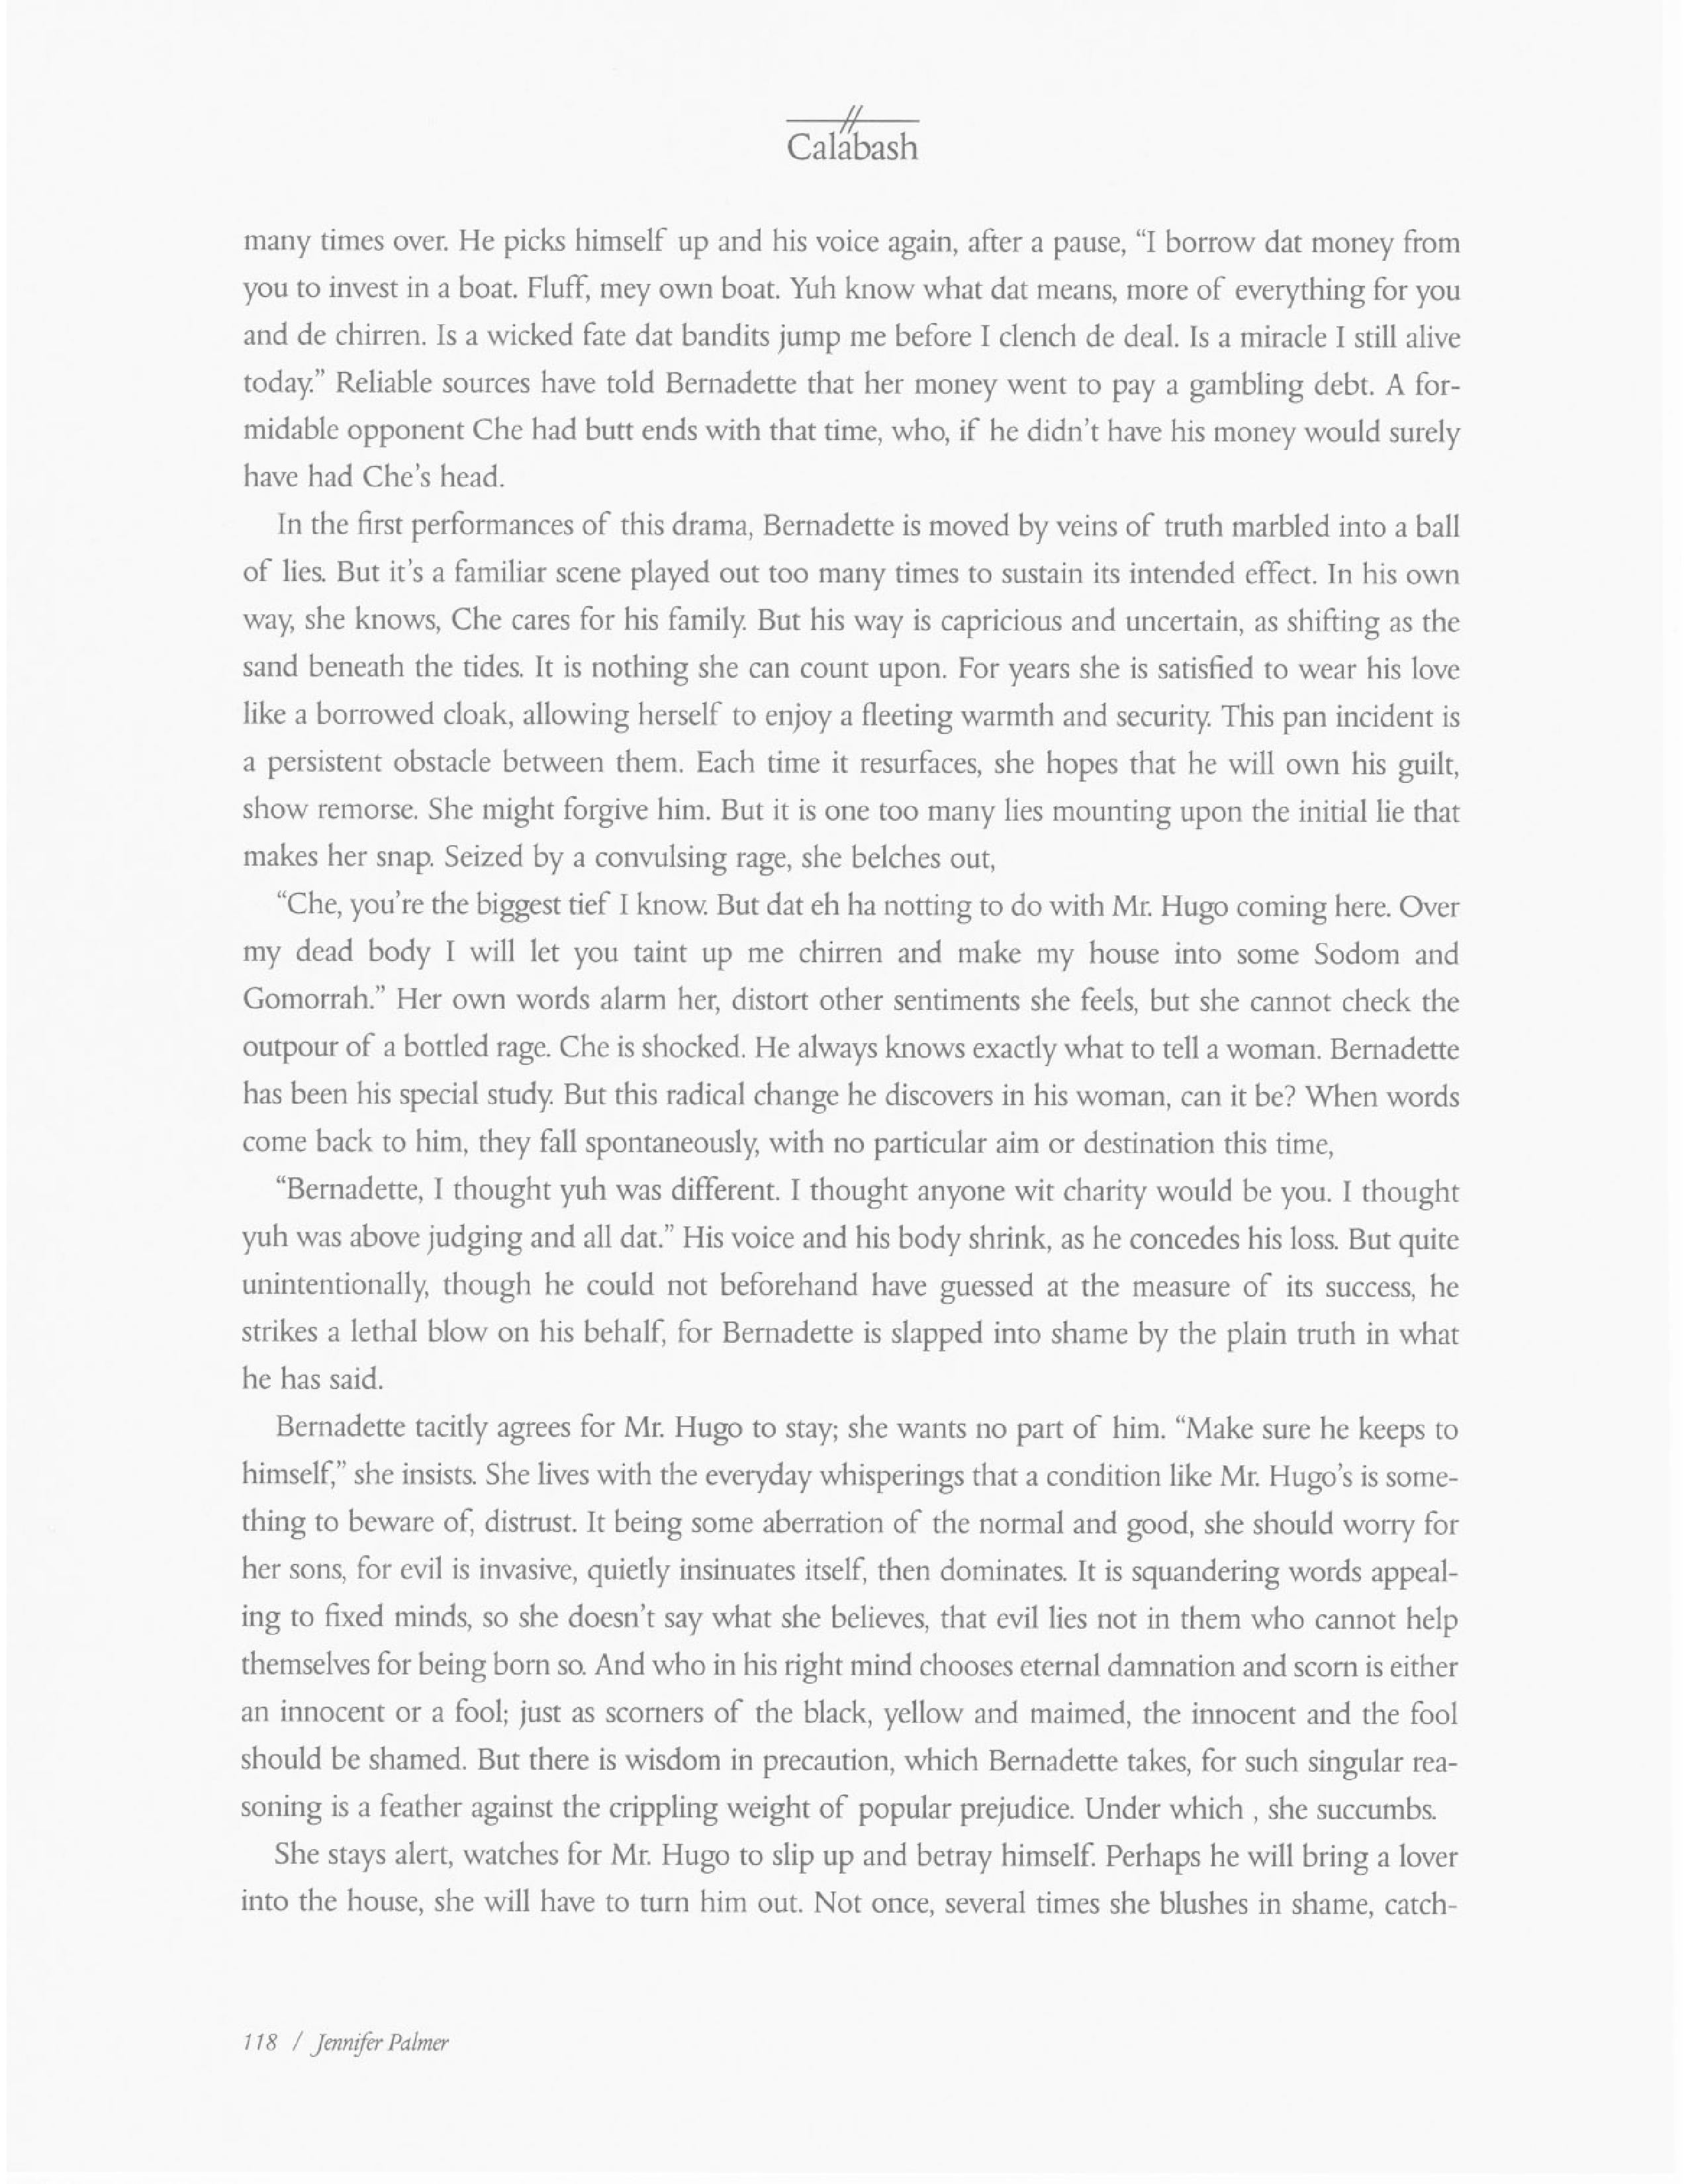 Calabash
many times over. He picks himself up and his voice again, after a pause, “I borrow dat money from
you to invest in a boat. Fluff, mey own boat. Yuh know what dat means, more of everything for you
and de chirren. Is a wicked fate dat bandits jump me before I clench de deal. Is a miracle I still alive
today.” Reliable sources have told Bernadette that her money went to pay a gambling debt. A for-
midable opponent Che had butt ends with that time, who, if he didn’t have his money would surely
have had Che’s head.
In the first performances of this drama, Bernadette is moved by veins of truth marbled into a ball
of lies. But it’s a familiar scene played out too many times to sustain its intended effect. In his own
way, she knows, Che cares for his family. But his way is capricious and uncertain, as shifting as the
sand beneath the tides. It is nothing she can count upon. For years she is satisfied to wear his love
like a borrowed cloak, allowing herself to enjoy a fleeting warmth and security. This pan incident is
a persistent obstacle between them. Each time it resurfaces, she hopes that he will own his guilt,
show remorse. She might forgive him. But it is one too many lies mounting upon the initial lie that
makes her snap. Seized by a convulsing rage, she belches out,
“Che, you’re the biggest tief I know. But dat eh ha notting to do with Mr. Hugo coming here. Over
my dead body I will let you taint up me chirren and make my house into some Sodom and
Gomorrah.” Her own words alarm her, distort other sentiments she feels, but she cannot check the
outpour of a bottled rage. Che is shocked. He always knows exactly what to tell a woman. Bernadette
has been his special study. But this radical change he discovers in his woman, can it be? When words
come back to him, they fall spontaneously, with no particular aim or destination this time,
“Bernadette, I thought yuh was different. I thought anyone wit charity would be you. I thought
yuh was above judging and all dat.” His voice and his body shrink, as he concedes his loss. But quite
unintentionally, though he could not beforehand have guessed at the measure of its success, he
strikes a lethal blow on his behalf, for Bernadette is slapped into shame by the plain truth in what
he has said.
Bernadette tacitly agrees for Mr. Hugo to stay; she wants no part of him. “Make sure he keeps to
himself,” she insists. She lives with the everyday whisperings that a condition like Mr. Hugo’s is some-
thing to beware of, distrust. It being some aberration of the normal and good, she should worry for
her sons, for evil is invasive, quietly insinuates itself, then dominates. It is squandering words appeal-
ing to fixed minds, so she doesn’t say what she believes, that evil lies not in them who cannot help
themselves for being born so. And who in his right mind chooses eternal damnation and scorn is either
an innocent or a fool; just as scorners of the black, yellow and maimed, the innocent and the fool
should be shamed. But there is wisdom in precaution, which Bernadette takes, for such singular rea-
soning is a feather against the crippling weight of popular prejudice. Under which , she succumbs.
She stays alert, watches for Mr. Hugo to slip up and betray himself. Perhaps he will bring a lover
into the house, she will have to turn him out. Not once, several times she blushes in shame, catch-
118 / Jennifer Palmer